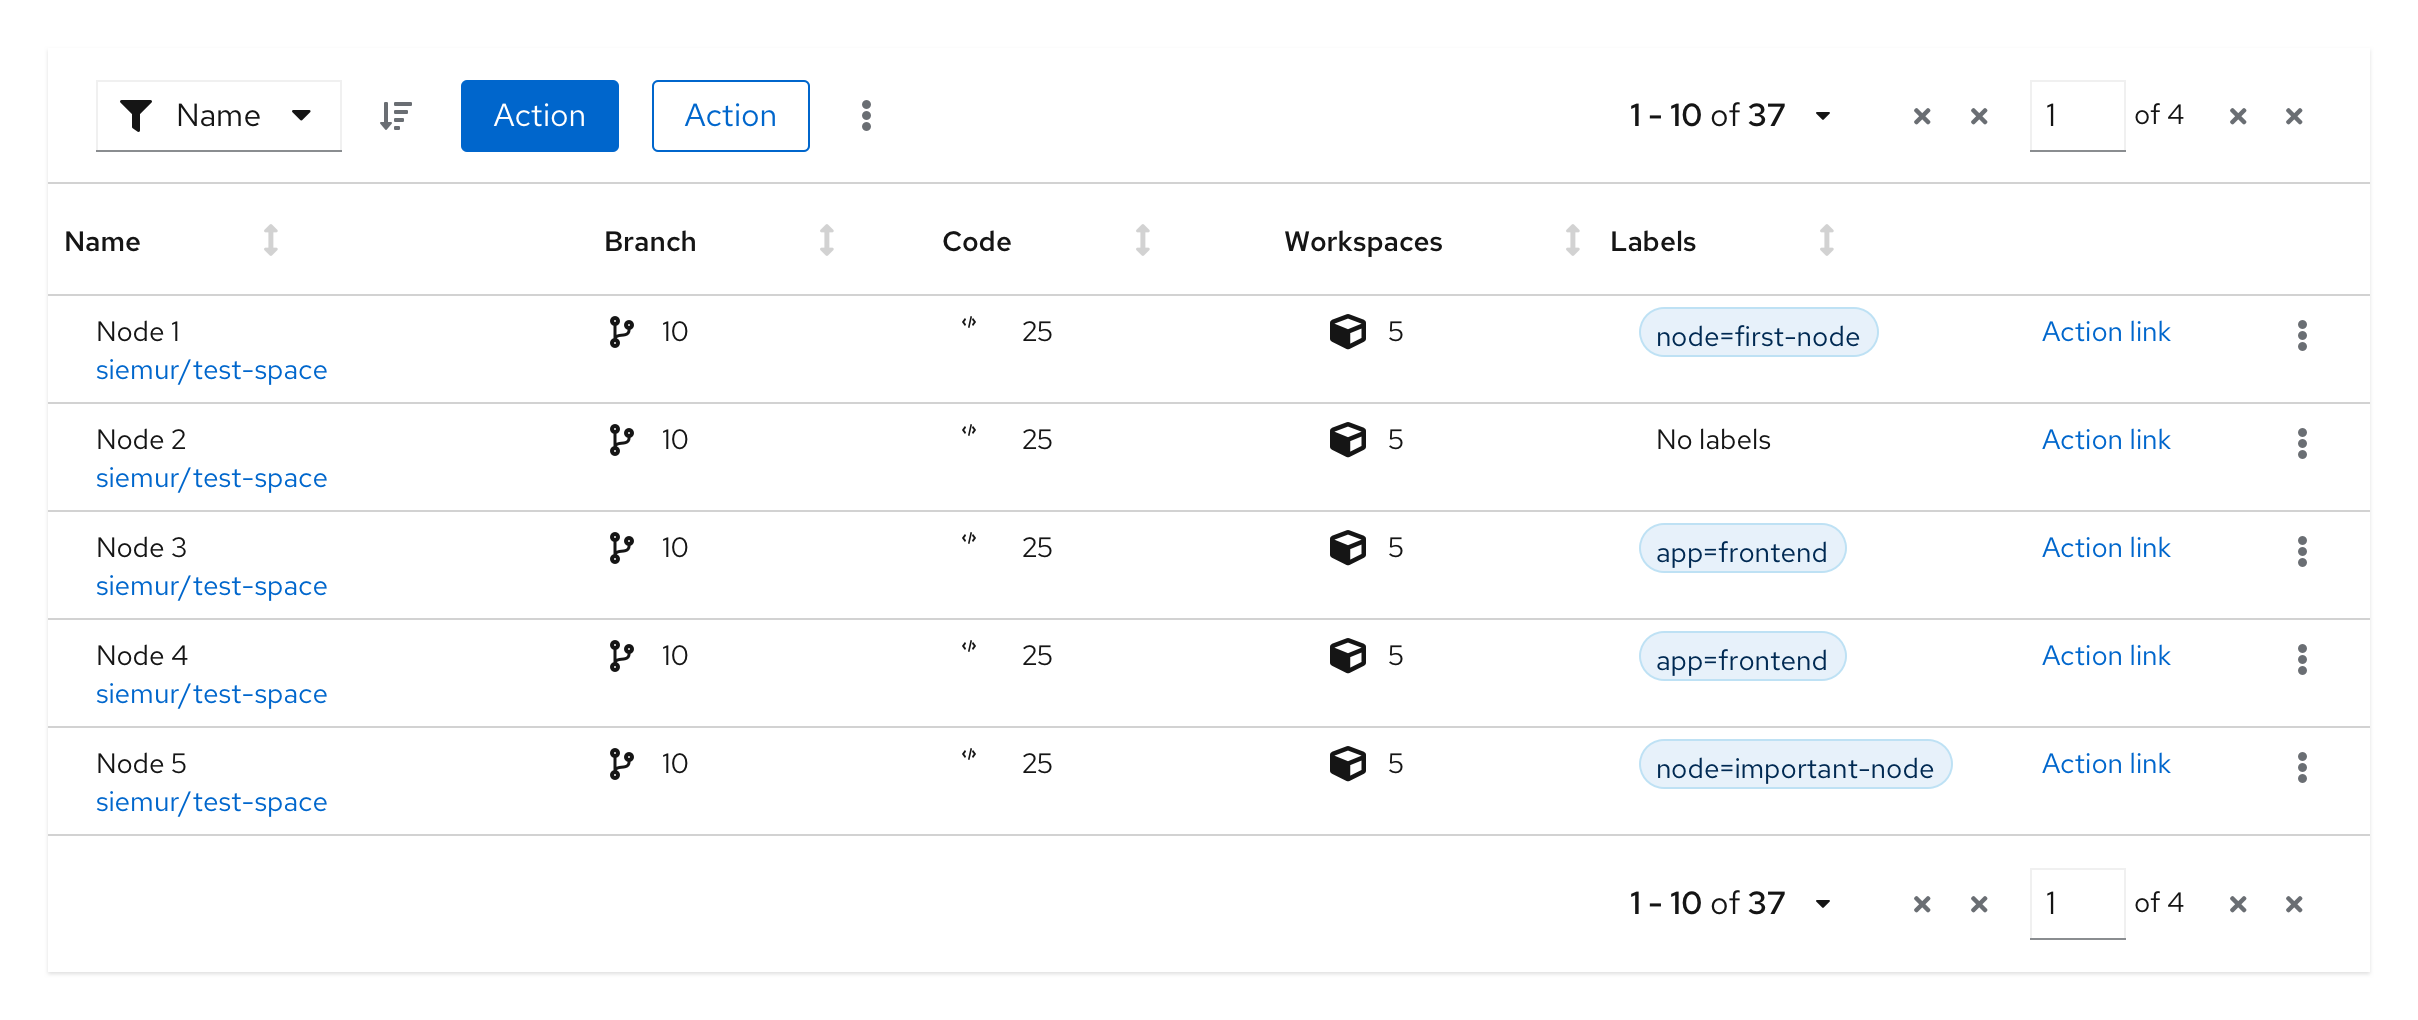 Name Action Action 1 - 10 of 37 1 of 4
Name Branch Code Workspaces Labels
Node 1 10 25 5 node=first-node Action link
siemur/test-space
Node 2 10 25 5 No labels Action link
siemur/test-space
Node 3 10 25 5 app=frontend Action link
siemur/test-space
Node 4 10 25 5 app=frontend Action link
siemur/test-space
Node 5 10 25 5 node=important-node Action link
siemur/test-space
1 - 10 of 37 1 of 4